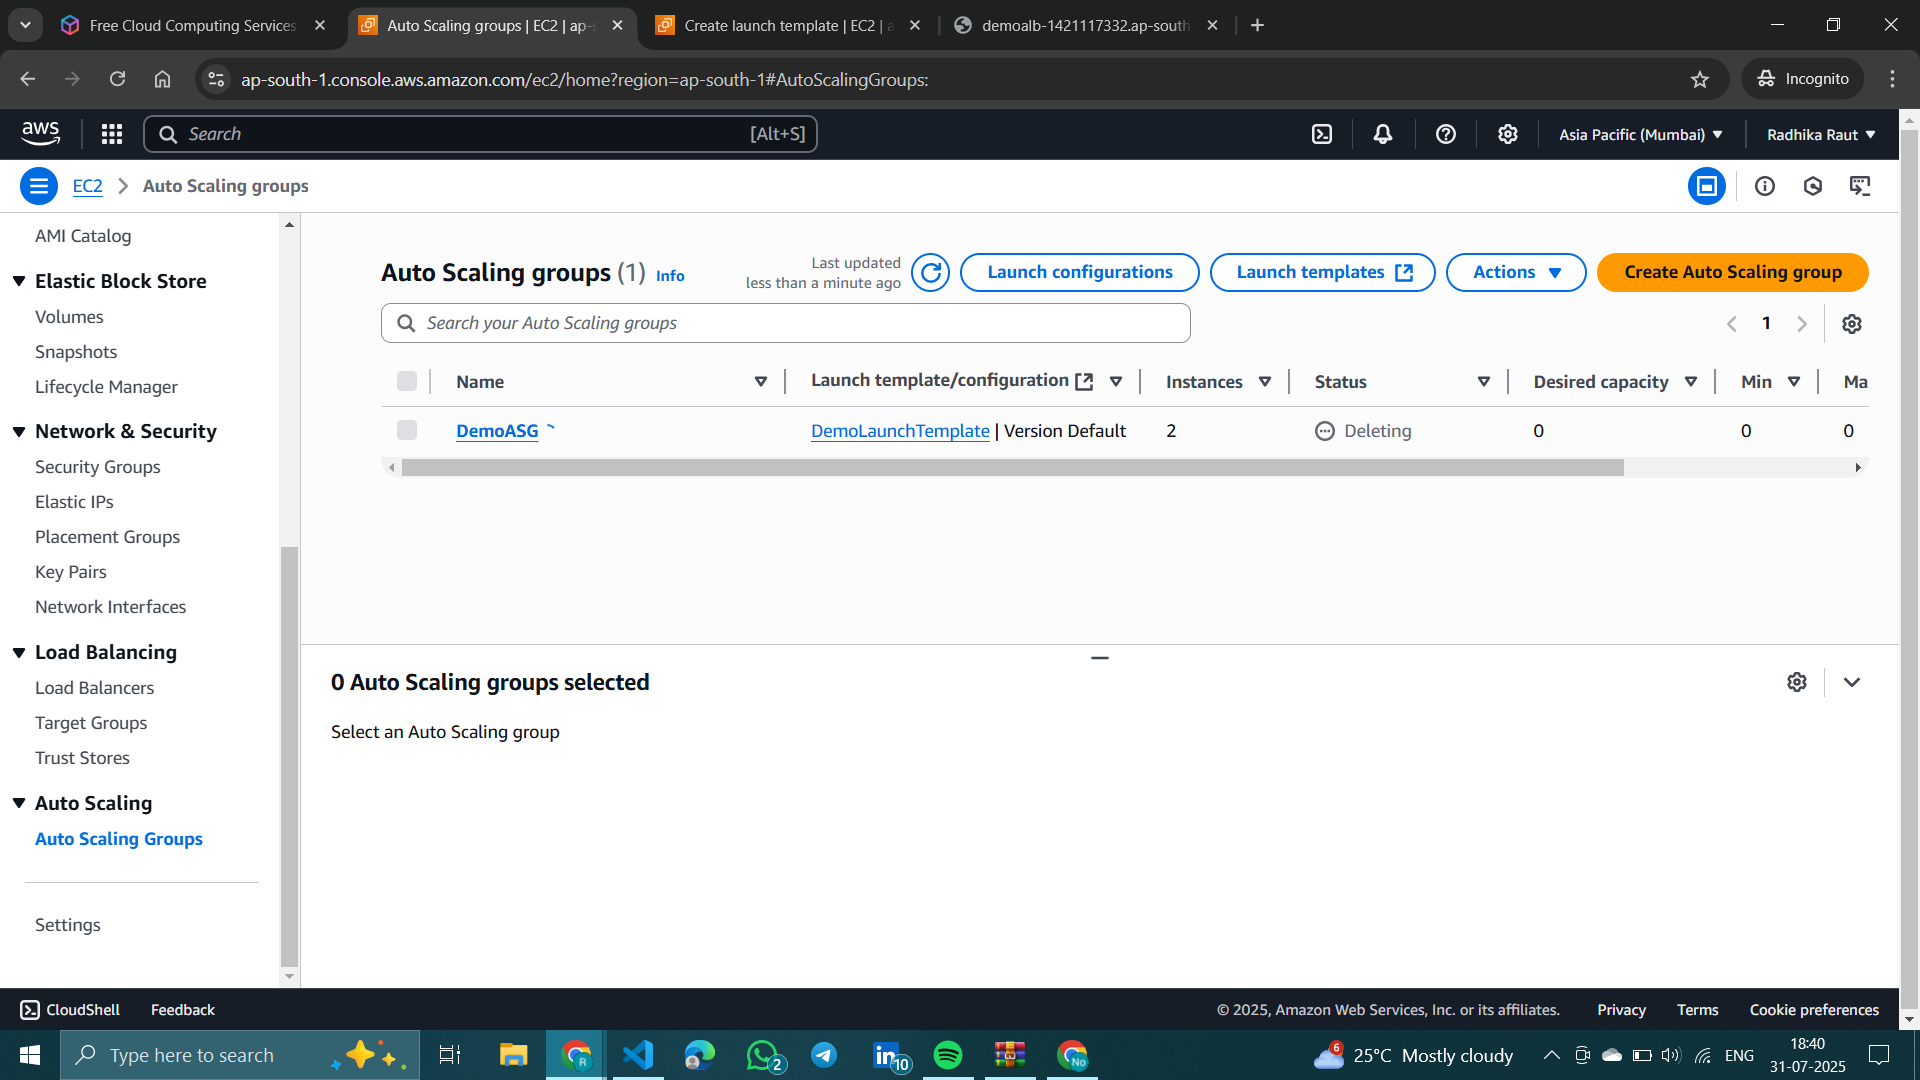 Free Cloud Computing Services
Auto Scaling groups | EC2 | ap-s
Create launch template | EC2 | a
demoalb-1421117332.ap-south
ap-south-1.console.aws.amazon.com/ec2/home?region=ap-south-1#AutoScalingGroups:
Incognito
aws
Search
[Alt+S]
Asia Pacific (Mumbai)
Radhika Raut
EC2
Auto Scaling groups
AMI Catalog
Elastic Block Store
Volumes
Snapshots
Lifecycle Manager
Network & Security
Security Groups
Elastic IPs
Placement Groups
Key Pairs
Network Interfaces
Load Balancing
Load Balancers
Target Groups
Trust Stores
Auto Scaling
Auto Scaling Groups
Settings
Auto Scaling groups (1) Info
Last updated
less than a minute ago
Launch configurations
Launch templates
Actions
Create Auto Scaling group
Search your Auto Scaling groups
1
Name
Launch template/configuration
Instances
Status
Desired capacity
Min
Ma
DemoASG
DemoLaunchTemplate | Version Default
2
Deleting
0
0
0
0 Auto Scaling groups selected
Select an Auto Scaling group
CloudShell
Feedback
© 2025, Amazon Web Services, Inc. or its affiliates.
Privacy
Terms
Cookie preferences
Type here to search
R
2
10
No
6
25°C Mostly cloudy
ENG
18:40
31-07-2025